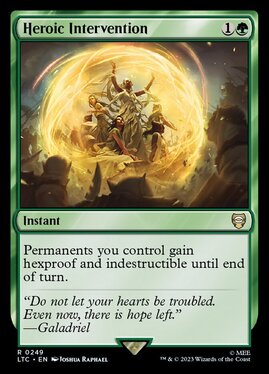 Heroic Intervention 1
Instant
Permanents you control gain
hexproof and indestructible until end
of turn.
“Do not let your hearts be troubled.
Even now, there is hope left.”
—Galadriel
R 0249
LTC • EN Joshua Raphael
© MEE
™ & © 2023 Wizards of the Coast